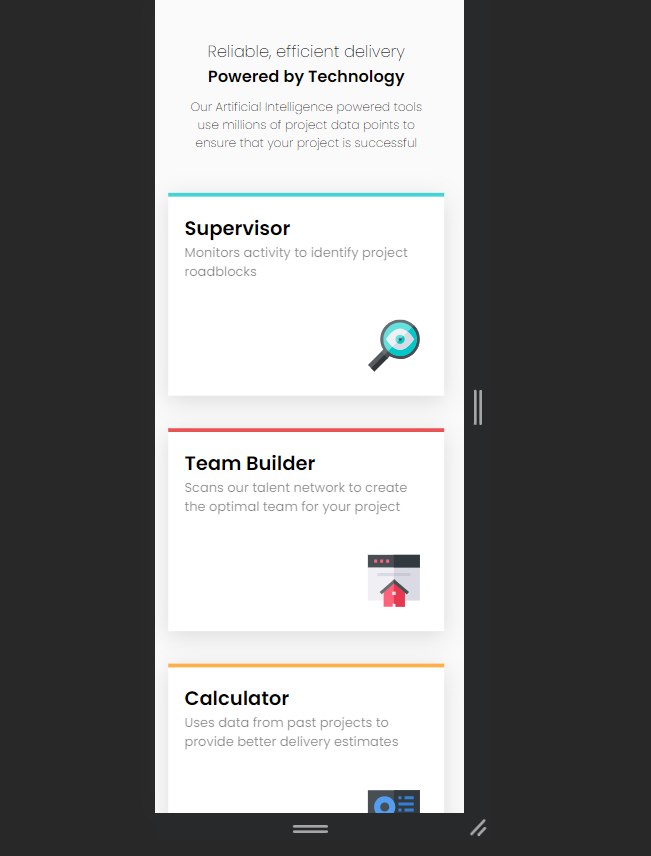 Reliable, efficient delivery
Powered by Technology
Our Artificial Intelligence powered tools
use millions of project data points to
ensure that your project is successful
Supervisor
Monitors activity to identify project
roadblocks
Team Builder
Scans our talent network to create
the optimal team for your project
Calculator
Uses data from past projects to
provide better delivery estimates